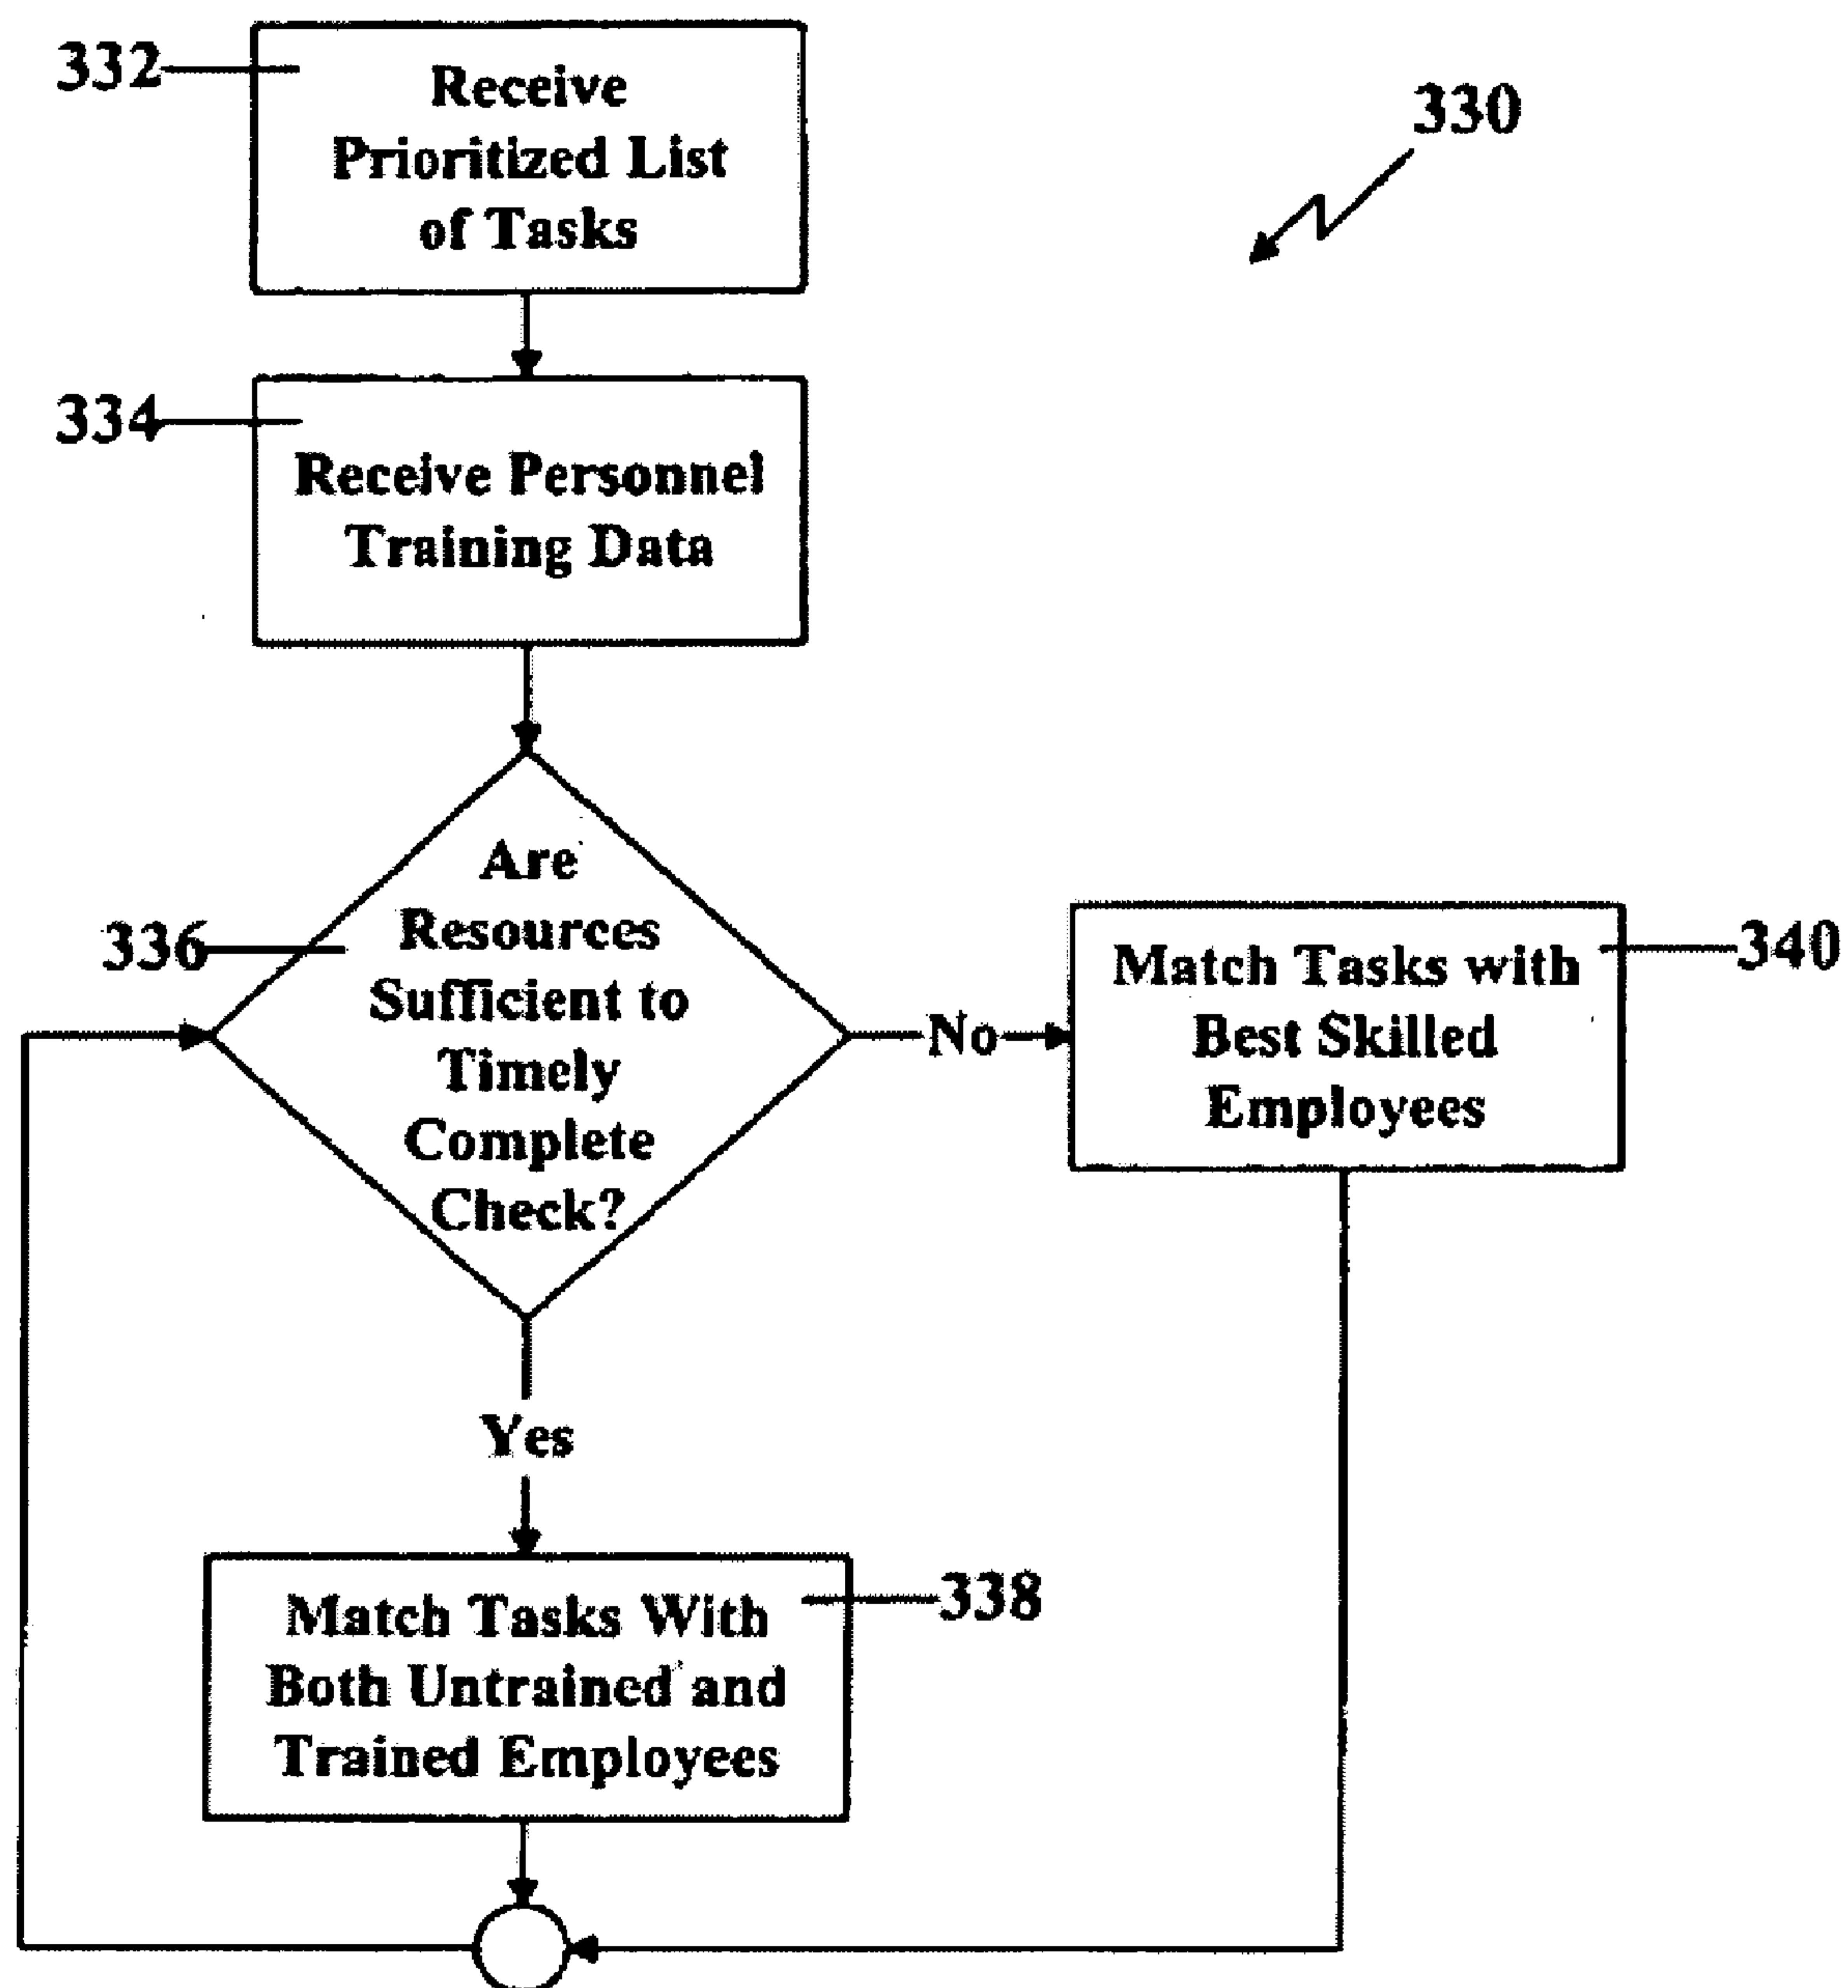 332
Receive
Prioritized List
of Tasks
330
334
Receive Personnel
Training Data
336
Are
Resources
Sufficient to
Timely
Complete
Check?
No
Match Tasks with
Best Skilled
Employees
340
Yes
Match Tasks With
Both Untrained and
Trained Employees
338